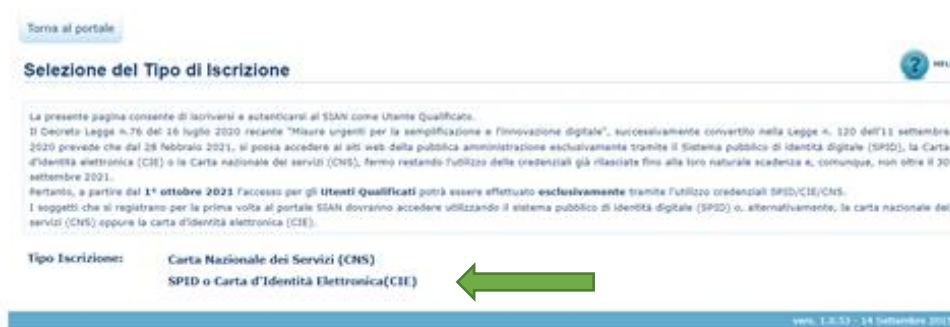 Torna al portale
Selezione del Tipo di Iscrizione
?
La presente pagina consente di iscriversi e autenticarsi al SIAN come Utente Qualificato.
Il Decreto Legge n.76 del 16 luglio 2020 recante "Misure urgenti per la semplificazione e l'innovazione digitale", successivamente convertito nella Legge n. 120 dell'11 settembre
2020 prevede che dal 28 febbraio 2021, si possa accedere ai siti web della pubblica amministrazione esclusivamente tramite il Sistema pubblico di identità digitale (SPID), la Carta
d'identità elettronica (CIE) o la Carta nazionale dei servizi (CNS), fermo restando l'utilizzo delle credenziali già rilasciate fino alla loro naturale scadenza e, comunque, non oltre il 30
settembre 2021.
Pertanto, a partire dal 1° ottobre 2021 l'accesso per gli Utenti Qualificati potrà essere effettuato esclusivamente tramite l'utilizzo credenziali SPID/CIE/CNS.
I soggetti che si registrano per la prima volta al portale SIAN dovranno accedere utilizzando il sistema pubblico di identità digitale (SPID) o, alternativamente, la carta nazionale dei
servizi (CNS) oppure la carta d'identità elettronica (CIE).
Tipo Iscrizione: Carta Nazionale dei Servizi (CNS)
SPID o Carta d'Identità Elettronica(CIE)
vers. 1.0.53 - 14 Settembre